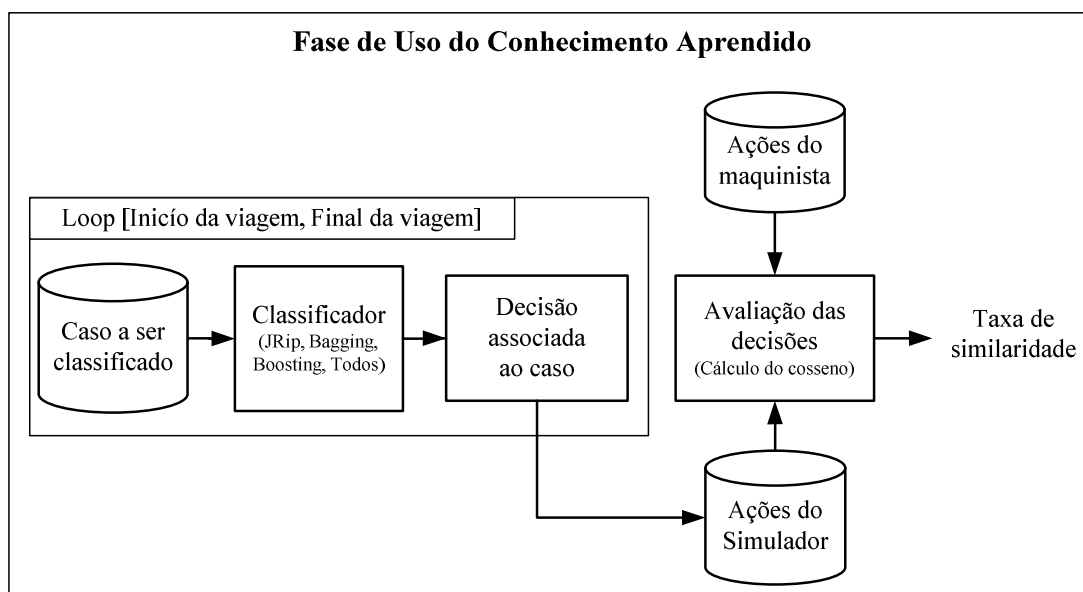 Fase de Uso do Conhecimento Aprendido
Ações do
maquinista
Loop [Inicío da viagem, Final da viagem]
Caso a ser
classificado
Classificador
(JRip, Bagging,
Boosting, Todos)
Decisão
associada
ao caso
Avaliação das
decisões
(Cálculo do cosseno)
Taxa de
similaridade
Ações do
Simulador